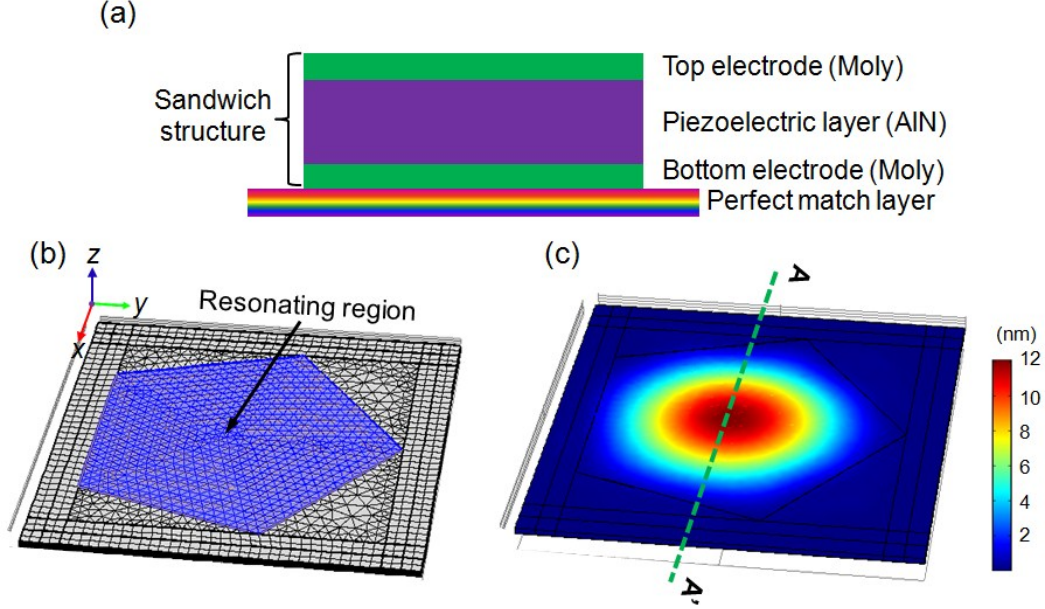 (a)
Top electrode (Moly)
Sandwich
structure
Piezoelectric layer (AlN)
Bottom electrode (Moly)
Perfect match layer
(b)
z
y
x
Resonating region
(c)
A
A'
(nm)
12
10
8
6
4
2